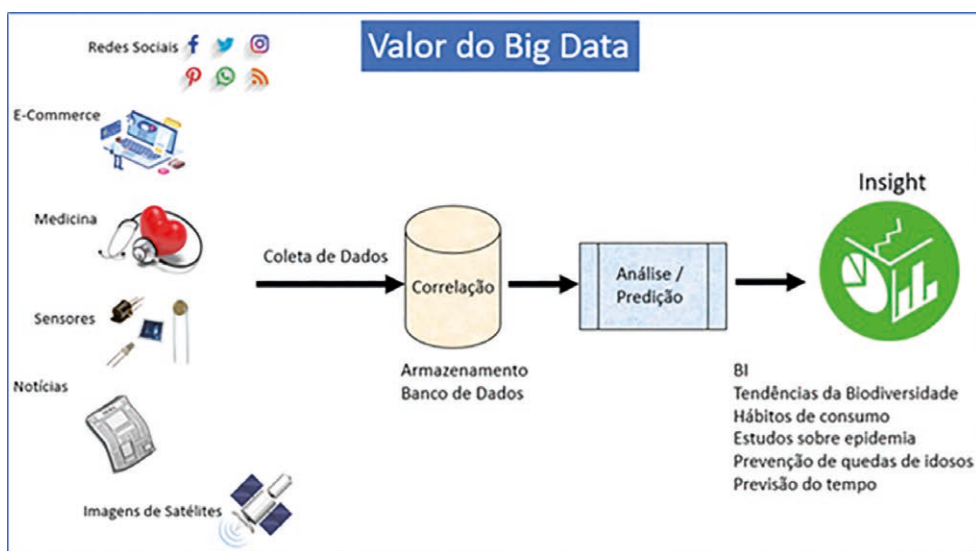 Valor do Big Data
Redes Sociais
E-Commerce
Medicina
Sensores
Notícias
Imagens de Satélites
Coleta de Dados
Correlação
Armazenamento
Banco de Dados
Análise /
Predição
Insight
BI
Tendências da Biodiversidade
Hábitos de consumo
Estudos sobre epidemia
Prevenção de quedas de idosos
Previsão do tempo